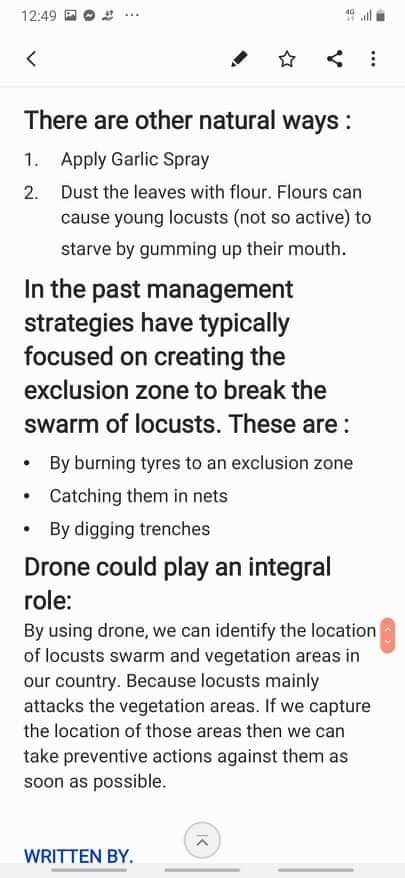 12:49
4G
There are other natural ways :
1. Apply Garlic Spray
2. Dust the leaves with flour. Flours can
cause young locusts (not so active) to
starve by gumming up their mouth.
In the past management
strategies have typically
focused on creating the
exclusion zone to break the
swarm of locusts. These are :
• By burning tyres to an exclusion zone
• Catching them in nets
• By digging trenches
Drone could play an integral
role:
By using drone, we can identify the location
of locusts swarm and vegetation areas in
our country. Because locusts mainly
attacks the vegetation areas. If we capture
the location of those areas then we can
take preventive actions against them as
soon as possible.
WRITTEN BY.